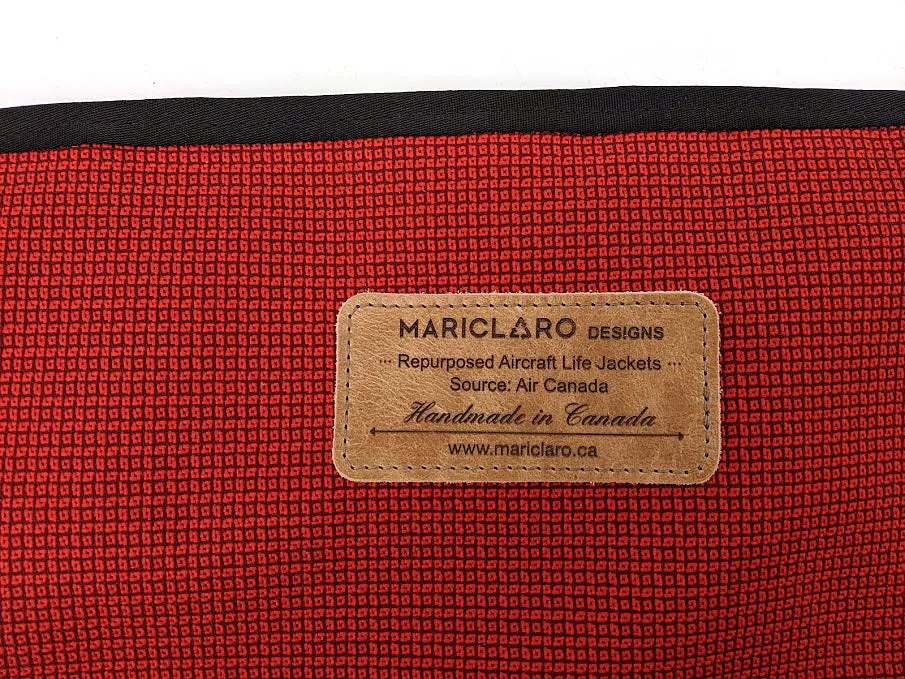 MARICLARO DESIGNS
··· Repurposed Aircraft Life Jackets ···
Source: Air Canada
Handmade in Canada
www.mariclaro.ca